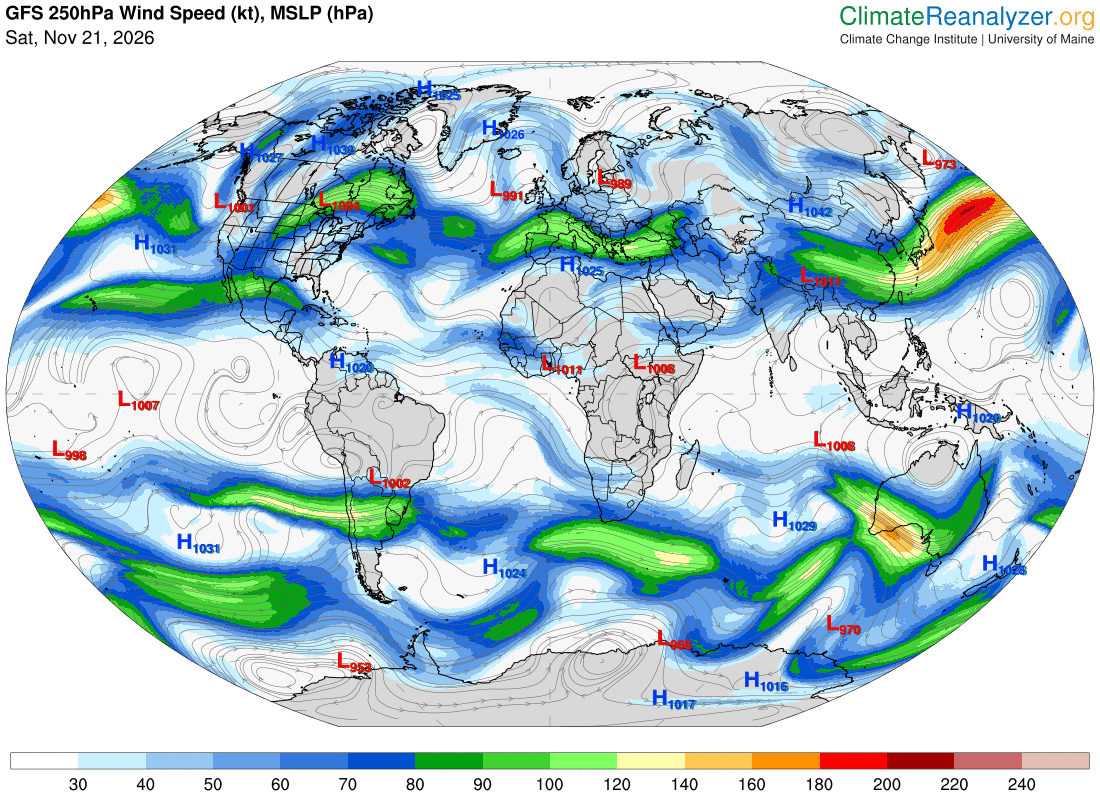 GFS 250hPa Wind Speed (kt), MSLP (hPa)
Sat, Nov 21, 2026
ClimateReanalyzer.org
Climate Change Institute | University of Maine
H1025
H1026
H1027
H1030
L973
L989
L991
L1001
L1004
H1042
H1031
H1025
L1011
H1020
L1011
L1008
L1007
H1020
L998
L1008
L1002
H1029
H1031
H1024
H1028
L970
L966
L953
H1016
H1017
30 40 50 60 70 80 90 100 120 140 160 180 200 220 240